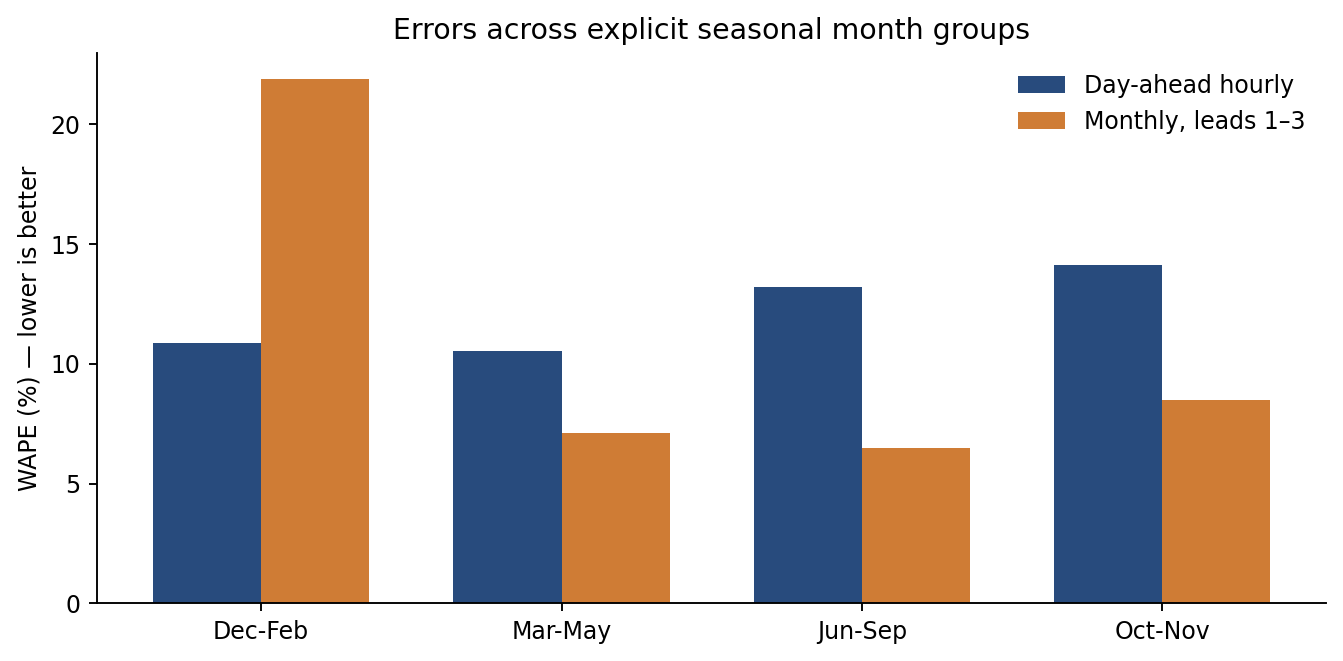 Errors across explicit seasonal month groups
Day-ahead hourly
Monthly, leads 1–3
WAPE (%) — lower is better
20
15
10
5
0
Dec-Feb
Mar-May
Jun-Sep
Oct-Nov